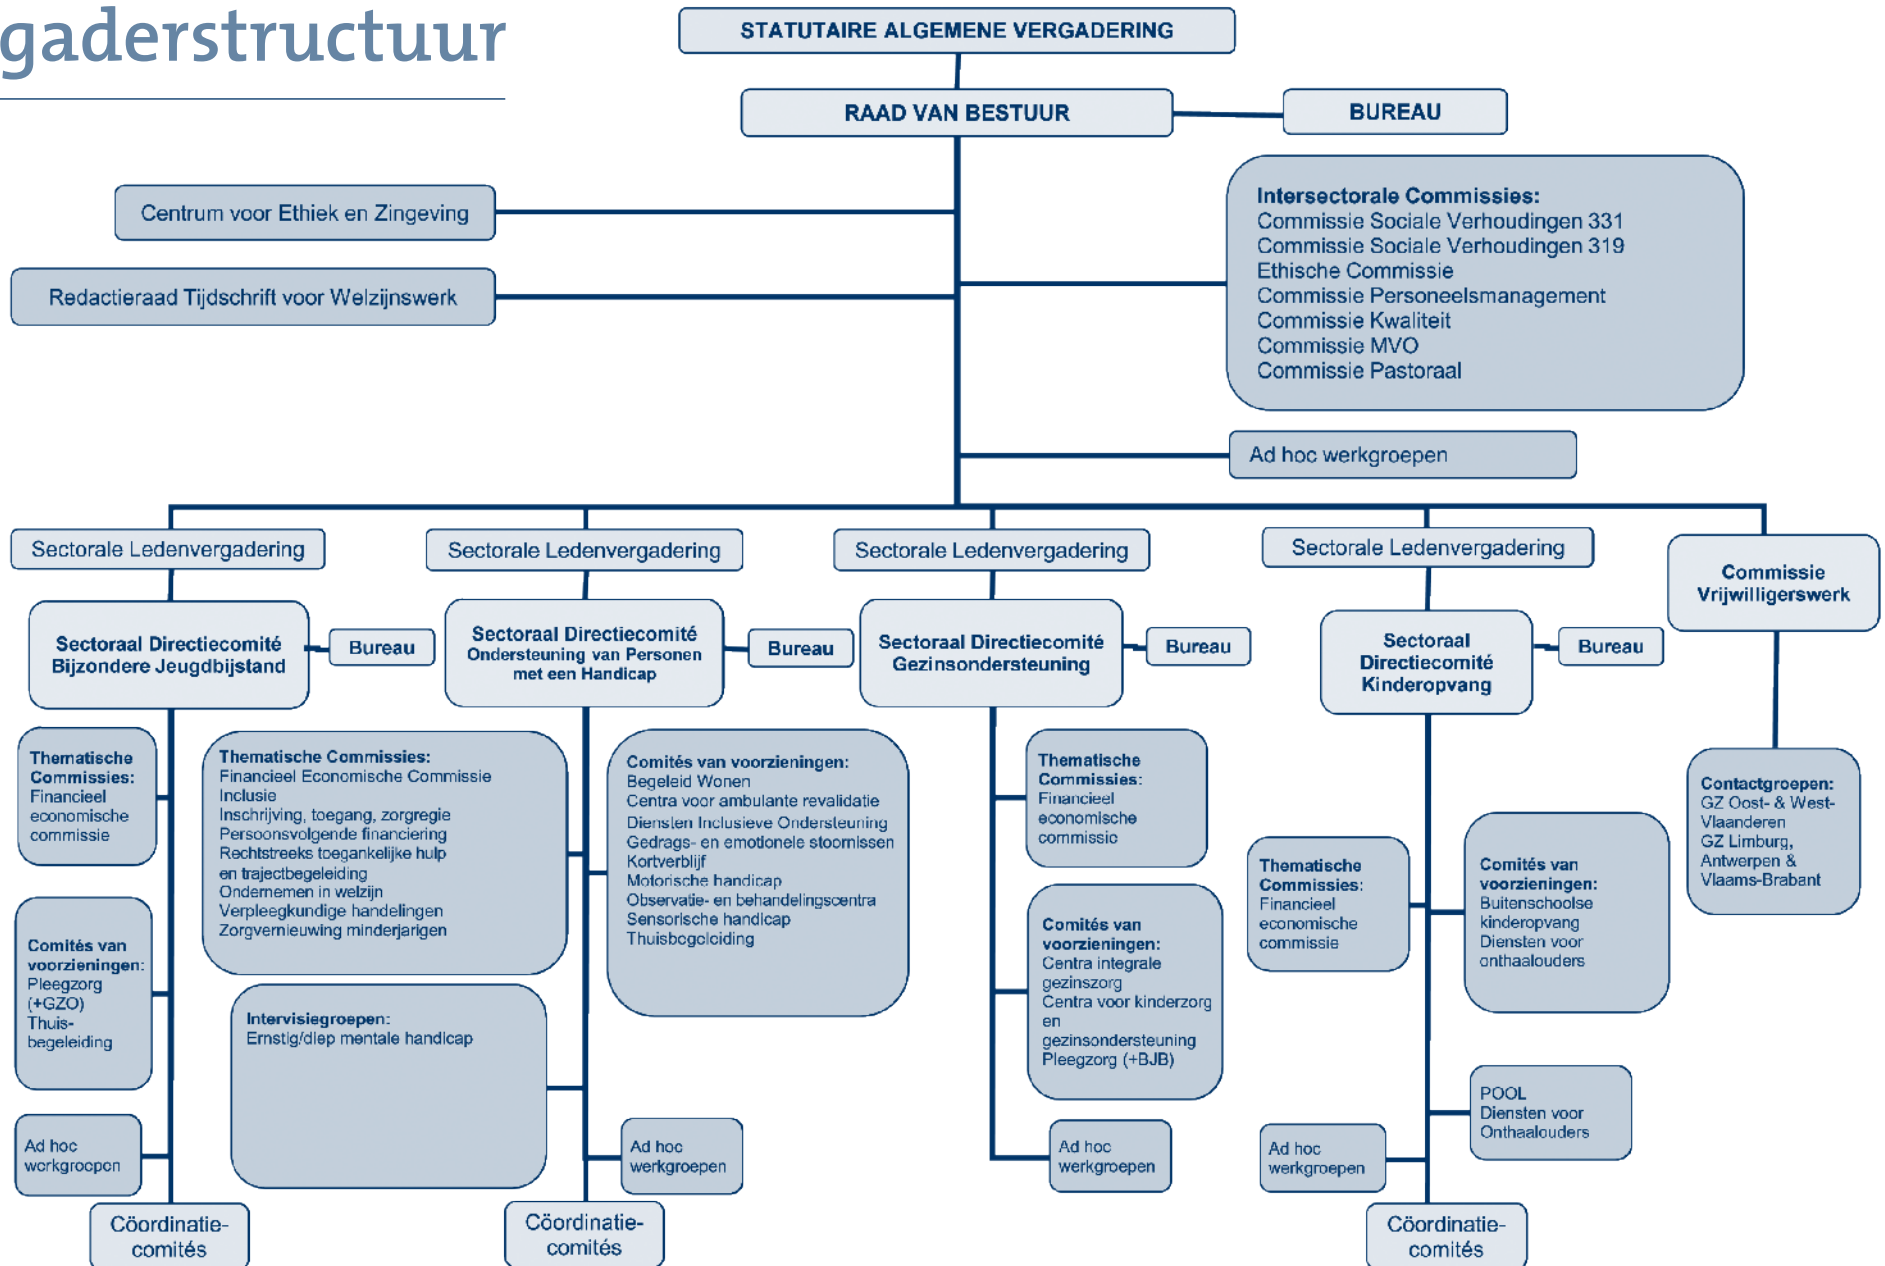 gaderstructuur
STATUTAIRE ALGEMENE VERGADERING
RAAD VAN BESTUUR
BUREAU
Centrum voor Ethiek en Zingeving
Redactieraad Tijdschrift voor Welzijnswerk
Intersectorale Commissies:
Commissie Sociale Verhoudingen 331
Commissie Sociale Verhoudingen 319
Ethische Commissie
Commissie Personeelsmanagement
Commissie Kwaliteit
Commissie MVO
Commissie Pastoraal
Ad hoc werkgroepen
Sectorale Ledenvergadering
Sectoraal Directiecomité
Bijzondere Jeugdbijstand
Bureau
Thematische
Commissies:
Financieel
economische
commissie
Comités van
voorzieningen:
Pleegzorg
(+GZO)
Thuis-
begeleiding
Ad hoc
werkgroepen
Cöordinatie-
comités
Sectorale Ledenvergadering
Sectoraal Directiecomité
Ondersteuning van Personen
met een Handicap
Bureau
Thematische Commissies:
Financieel Economische Commissie
Inclusie
Inschrijving, toegang, zorgregie
Persoonsvolgende financiering
Rechtstreeks toegankelijke hulp
en trajectbegeleiding
Ondernemen in welzijn
Verpleegkundige handelingen
Zorgvernieuwing minderjarigen
Comités van voorzieningen:
Begeleid Wonen
Centra voor ambulante revalidatie
Diensten Inclusieve Ondersteuning
Gedrags- en emotionele stoornissen
Kortverblijf
Motorische handicap
Observatie- en behandelingscentra
Sensorische handicap
Thuisbegeleiding
Intervisiegroepen:
Ernstig/diep mentale handicap
Ad hoc
werkgroepen
Cöordinatie-
comités
Sectorale Ledenvergadering
Sectoraal Directiecomité
Gezinsondersteuning
Bureau
Thematische
Commissies:
Financieel
economische
commissie
Comités van
voorzieningen:
Centra integrale
gezinszorg
Centra voor kinderzorg
en
gezinsondersteuning
Pleegzorg (+BJB)
Ad hoc
werkgroepen
Sectorale Ledenvergadering
Sectoraal
Directiecomité
Kinderopvang
Bureau
Thematische
Commissies:
Financieel
economische
commissie
Comités van
voorzieningen:
Buitenschoolse
kinderopvang
Diensten voor
onthaalouders
POOL
Diensten voor
Onthaalouders
Ad hoc
werkgroepen
Cöordinatie-
comités
Commissie
Vrijwilligerswerk
Contactgroepen:
GZ Oost- & West-
Vlaanderen
GZ Limburg,
Antwerpen &
Vlaams-Brabant